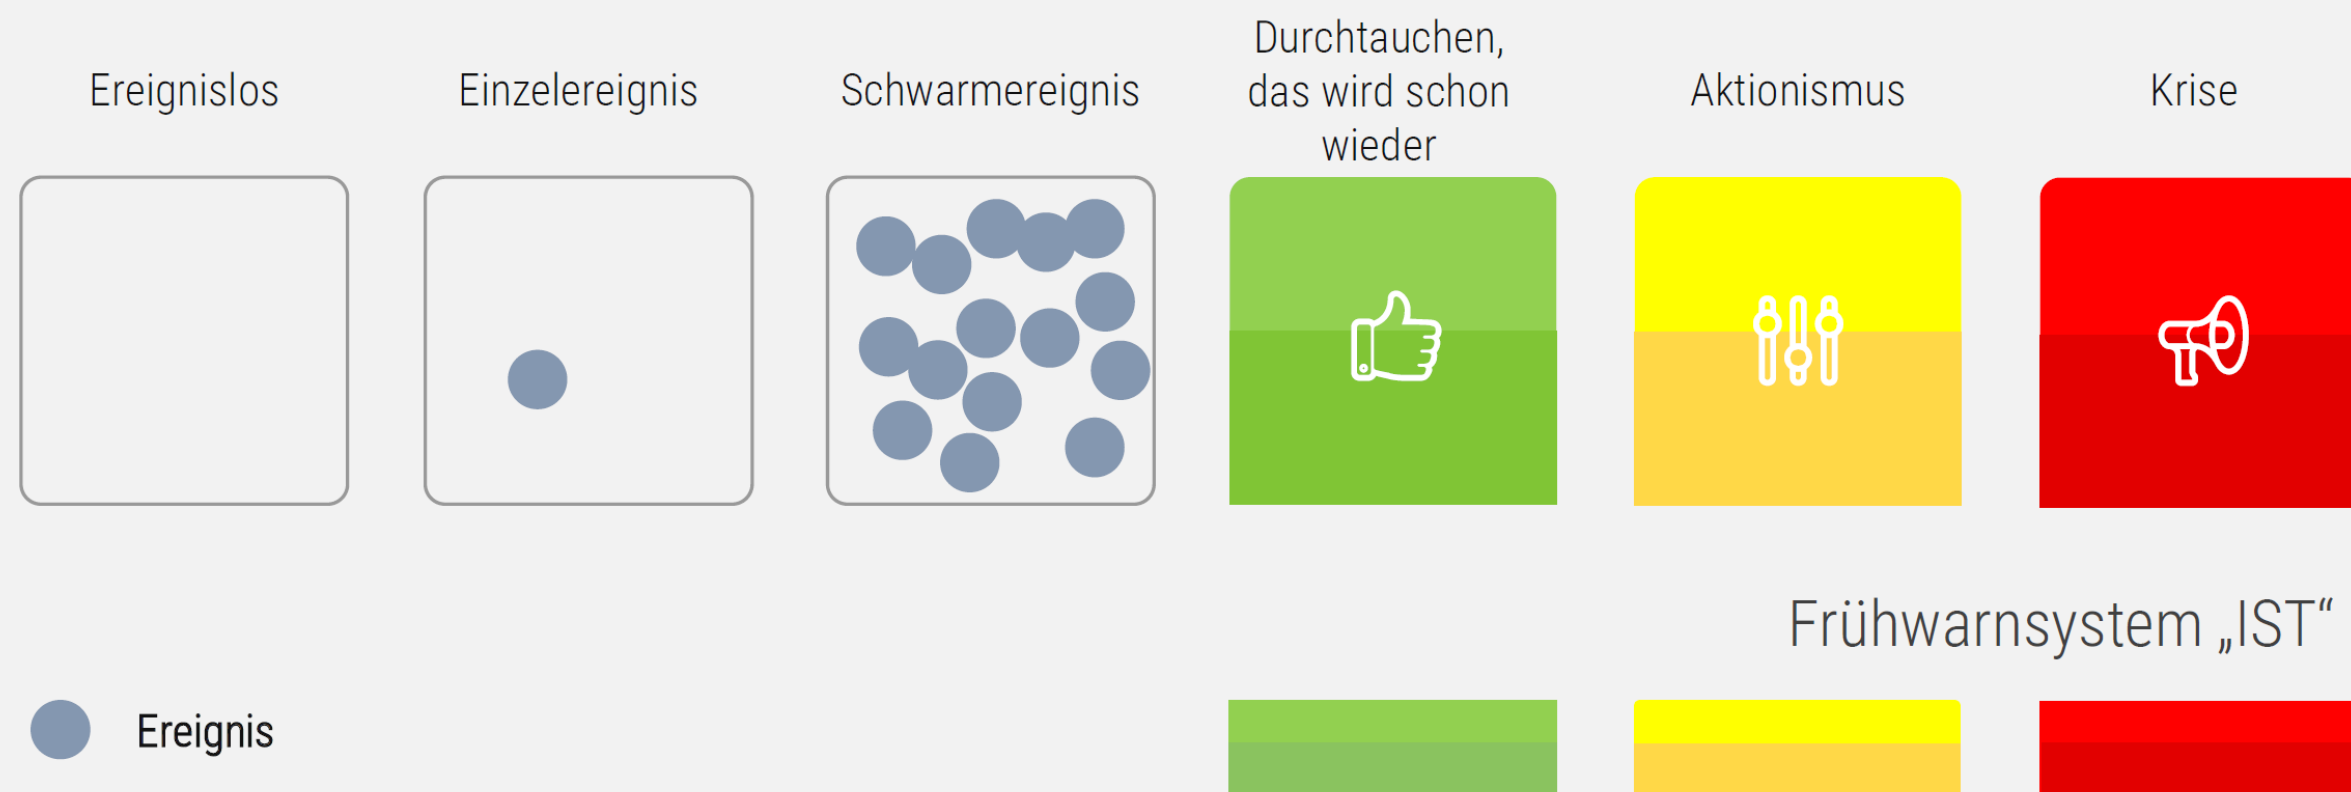 Ereignislos
Einzelereignis
Schwarmereignis
Durchtauchen,
das wird schon
wieder
Aktionismus
Krise
Frühwarnsystem „IST“
Ereignis